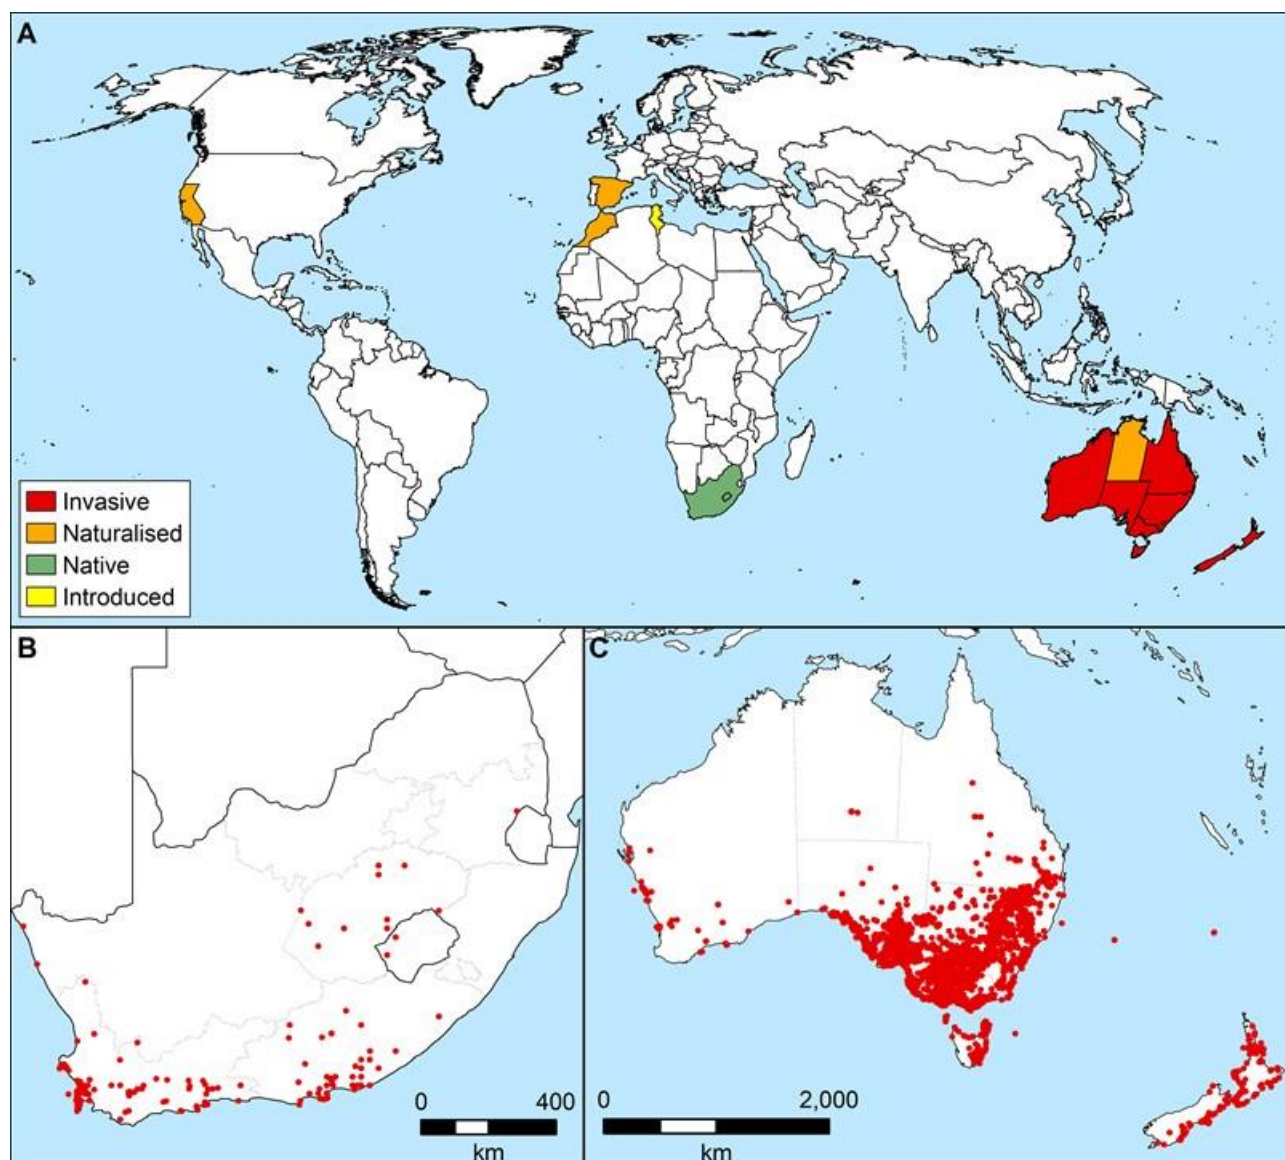 A
Invasive
Naturalised
Native
Introduced
B
C
0 400
km
0 2,000
km